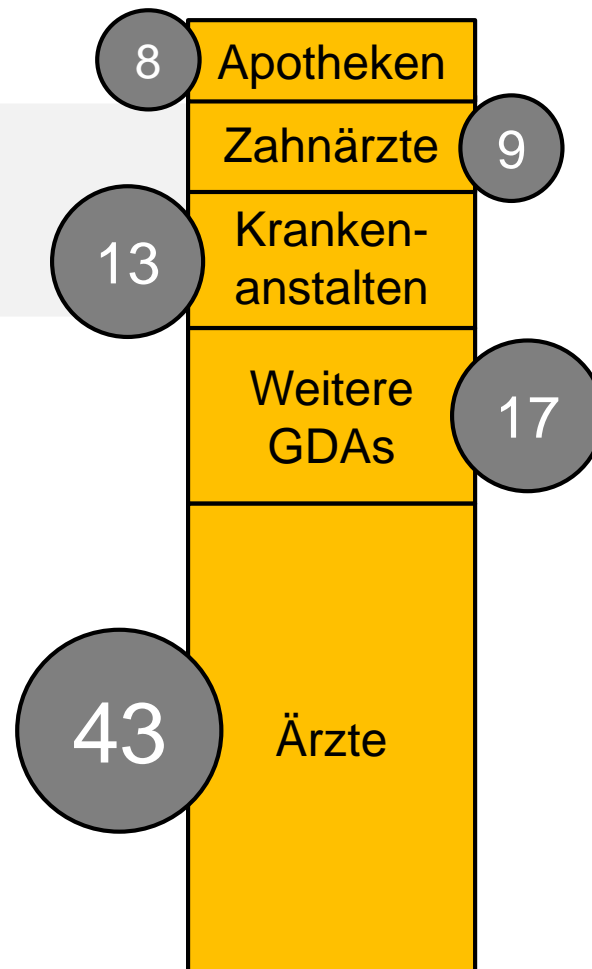 8
Apotheken
Zahnärzte
9
13
Kranken-
anstalten
Weitere
GDAs
17
43
Ärzte